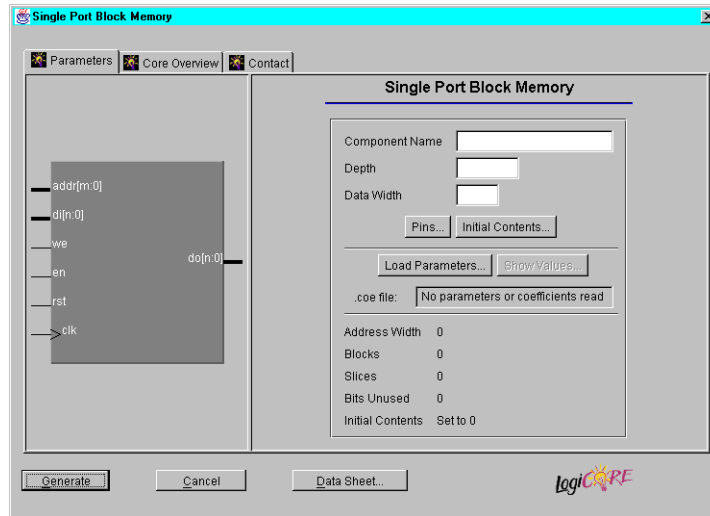 Single Port Block Memory
Parameters Core Overview Contact
Single Port Block Memory
addr[m:0]
di[n:0]
we
en
rst
clk
do[n:0]
Component Name
Depth
Data Width
Pins... Initial Contents...
Load Parameters... Show Values...
.coe file: No parameters or coefficients read
Address Width 0
Blocks 0
Slices 0
Bits Unused 0
Initial Contents Set to 0
Generate Cancel Data Sheet... LogiCORE